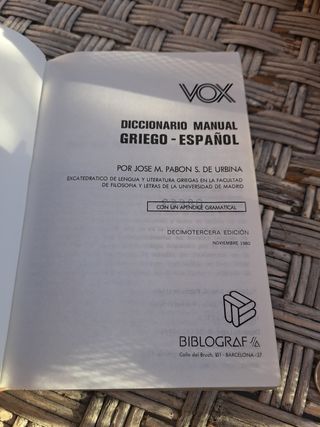 VOX
DICCIONARIO MANUAL
GRIEGO - ESPAÑOL
POR JOSE M. PABON S. DE URBINA
EXCATEDRATICO DE LENGUA Y LITERATURA GRIEGAS EN LA FACULTAD
DE FILOSOFIA Y LETRAS DE LA UNIVERSIDAD DE MADRID
CON UN APENDICE GRAMATICAL
DECIMOTERCERA EDICIÓN
NOVIEMBRE 1980
BIBLOGRAF S/A
Calle del Bruch, 151 - BARCELONA-37